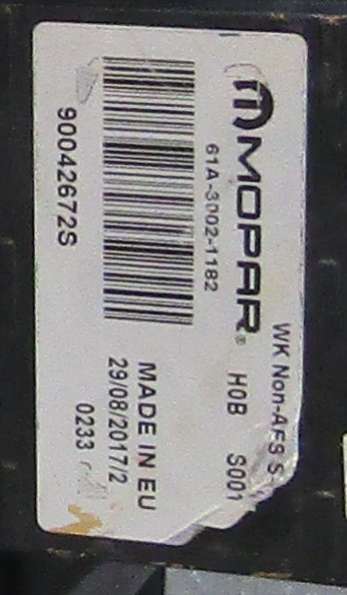 MOPAR®
WK Non-AFS S-
61A-3002-1182
H0B S001
90042672S
MADE IN EU
29/08/2017/2
0233